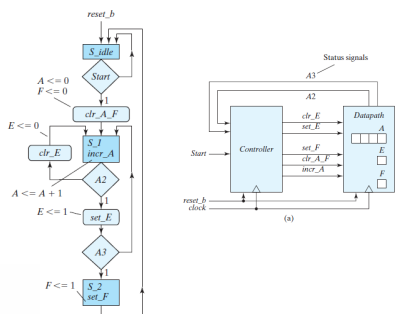 reset_b
S_idle
Start
A <= 0
F <= 0
1
clr_A_F
E <= 0
S_1
incr_A
clr_E
A2
A <= A + 1
1
E <= 1
set_E
A3
1
F <= 1
S_2
set_F
Status signals
A3
A2
Controller
Datapath
clr_E
set_E
A
E
Start
set_F
clr_A_F
F
incr_A
reset_b
clock
(a)